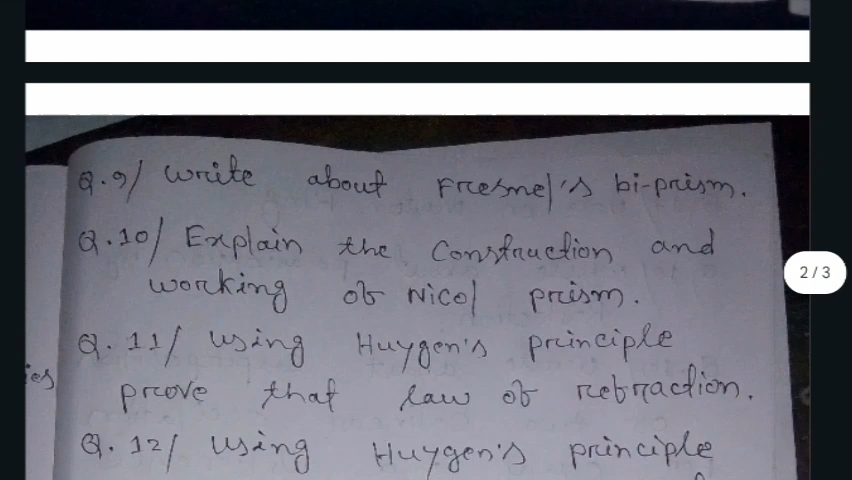 Q.9/ write about Fresnel's bi-prism.
Q.10/ Explain the Construction and
working of Nicol prism.
2/3
Q. 11/ using Huygen's principle
ies
prove that law of refraction.
Q. 12/ using Huygen's principle